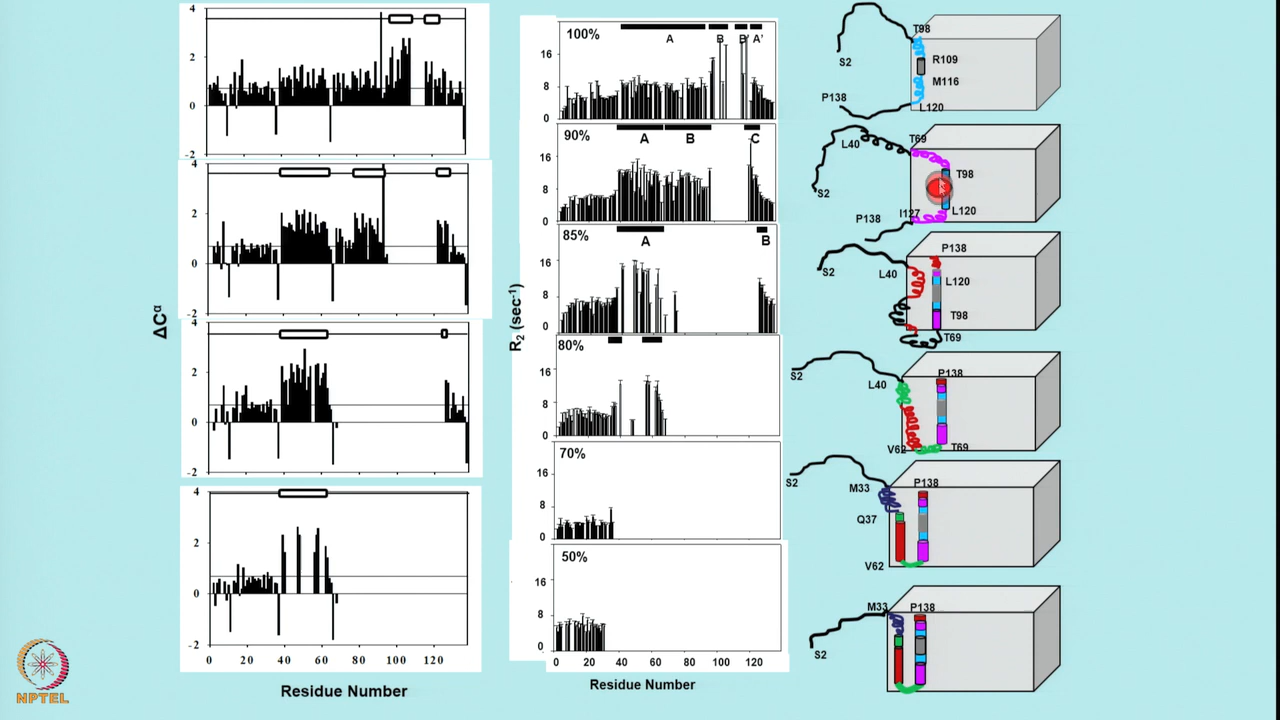 4
2
0
-2
4
2
0
-2
4
2
0
-2
4
2
0
-2
0 20 40 60 80 100 120
ΔCα
Residue Number
100%
A B B' A'
16
8
0
90%
A B C
16
8
0
85%
A B
16
8
0
80%
16
8
0
70%
16
8
0
50%
16
8
0
0 20 40 60 80 100 120
R2 (sec-1)
Residue Number
T98
S2
R109
M116
P138
L120
L40
T69
T98
S2
I127
L120
P138
P138
S2
L40
L120
T98
T69
S2
P138
L40
V62
T69
S2
M33
P138
Q37
V62
M33
P138
S2
NPTEL